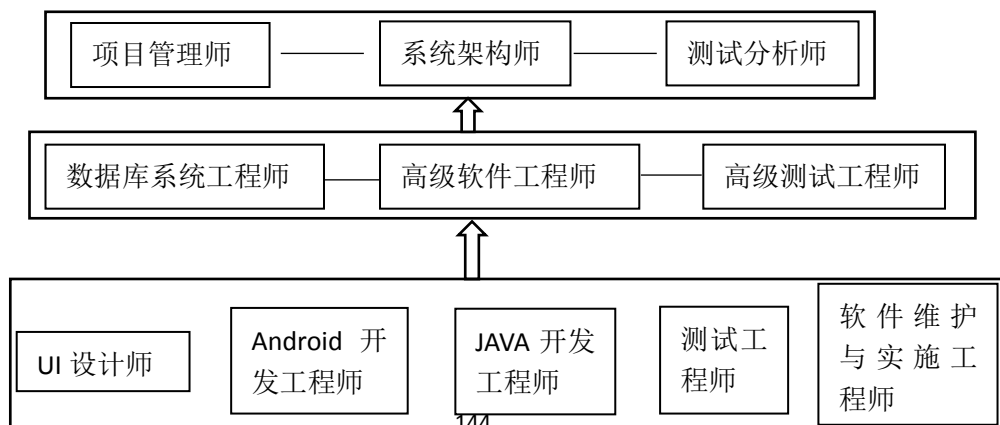 项目管理师
系统架构师
测试分析师
数据库系统工程师
高级软件工程师
高级测试工程师
UI 设计师
Android 开
发工程师
JAVA 开发
工程师
测试工
程师
软件维护
与实施工
程师
144